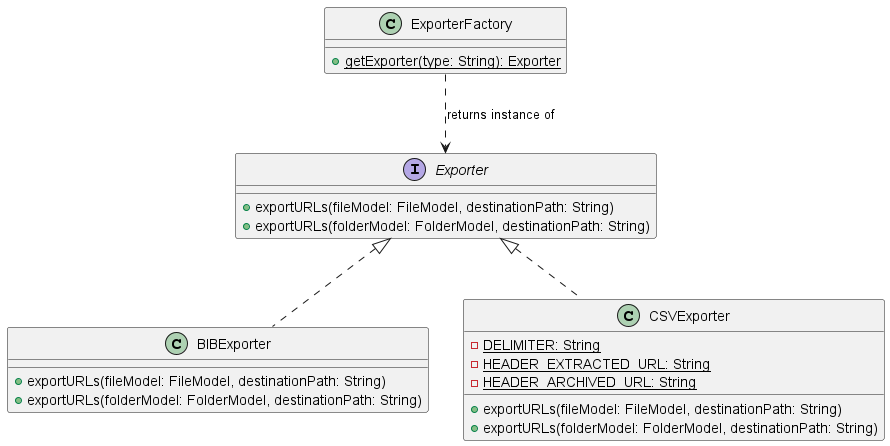 C ExporterFactory
getExporter(type: String): Exporter
returns instance of
I Exporter
exportURLs(fileModel: FileModel, destinationPath: String)
exportURLs(folderModel: FolderModel, destinationPath: String)
C BIBExporter
exportURLs(fileModel: FileModel, destinationPath: String)
exportURLs(folderModel: FolderModel, destinationPath: String)
C CSVExporter
DELIMITER: String
HEADER_EXTRACTED_URL: String
HEADER_ARCHIVED_URL: String
exportURLs(fileModel: FileModel, destinationPath: String)
exportURLs(folderModel: FolderModel, destinationPath: String)